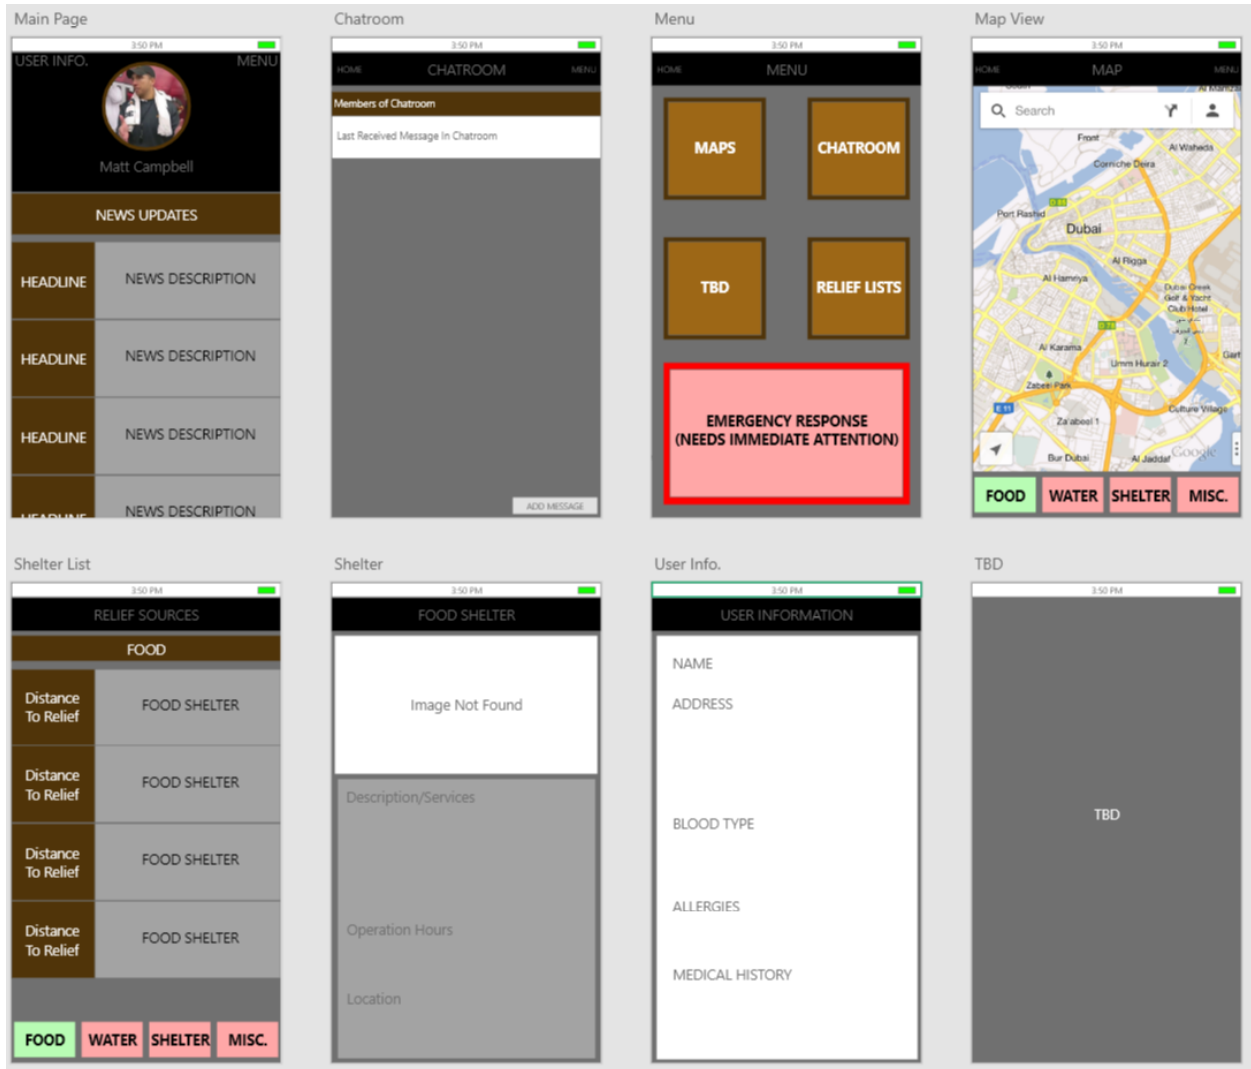 Main Page
3:50 PM
USER INFO.
MENU
Matt Campbell
NEWS UPDATES
HEADLINE
NEWS DESCRIPTION
HEADLINE
NEWS DESCRIPTION
HEADLINE
NEWS DESCRIPTION
HEADLINE
NEWS DESCRIPTION
Chatroom
3:50 PM
HOME
CHATROOM
MENU
Members of Chatroom
Last Received Message In Chatroom
ADD MESSAGE
Menu
3:50 PM
HOME
MENU
MAPS
CHATROOM
TBD
RELIEF LISTS
EMERGENCY RESPONSE
(NEEDS IMMEDIATE ATTENTION)
Map View
3:50 PM
HOME
MAP
MENU
Al Mamza
Search
Front
Al Waheda
Corniche Deira
Port Rashid
Dubai
Al Rigga
Al Hamriya
Dubai Creek
Golf & Yacht
Club Hotel
D 78
Al Karama
Umm Hurair 2
Garh
Zabeel Park
E 11
Culture Village
Za'abeel 1
Bur Dubai
Al Jaddaf
Google
FOOD
WATER
SHELTER
MISC.
Shelter List
3:50 PM
RELIEF SOURCES
FOOD
Distance
To Relief
FOOD SHELTER
Distance
To Relief
FOOD SHELTER
Distance
To Relief
FOOD SHELTER
Distance
To Relief
FOOD SHELTER
FOOD
WATER
SHELTER
MISC.
Shelter
3:50 PM
FOOD SHELTER
Image Not Found
Description/Services
Operation Hours
Location
User Info.
3:50 PM
USER INFORMATION
NAME
ADDRESS
BLOOD TYPE
ALLERGIES
MEDICAL HISTORY
TBD
3:50 PM
TBD